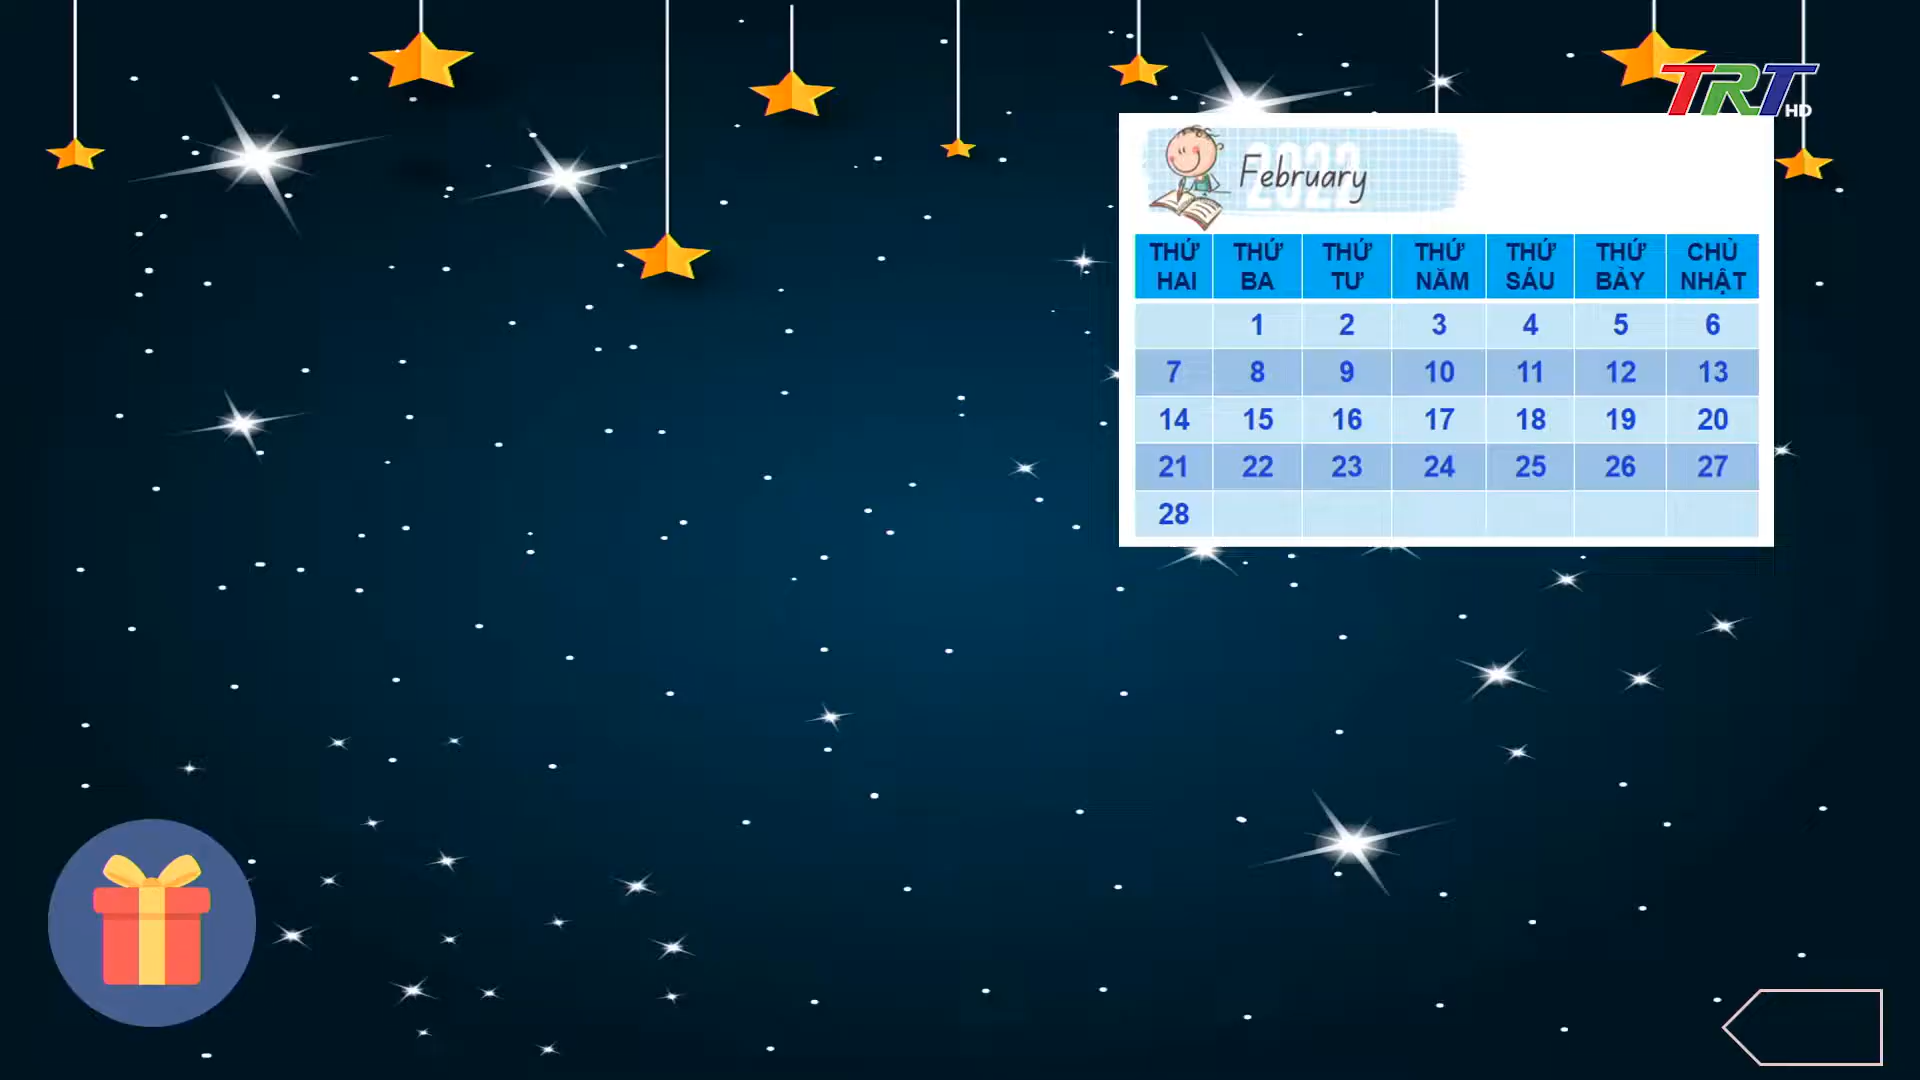 TRT HD
2022
February
THỨ HAI THỨ BA THỨ TƯ THỨ NĂM THỨ SÁU THỨ BẢY CHỦ NHẬT
1 2 3 4 5 6
7 8 9 10 11 12 13
14 15 16 17 18 19 20
21 22 23 24 25 26 27
28